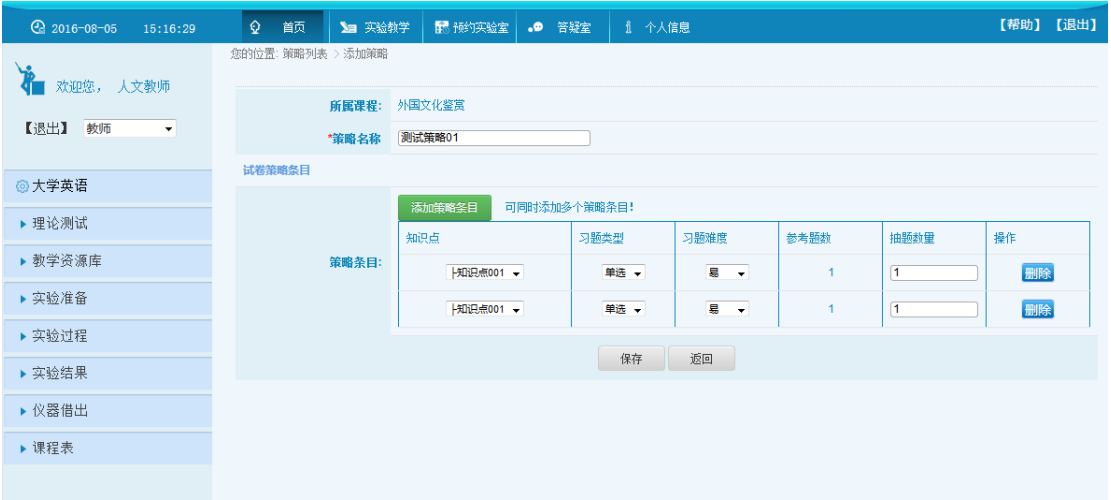 2016-08-05 15:16:29 首页 实验教学 预约实验室 答疑室 个人信息 【帮助】 【退出】
您的位置: 策略列表 > 添加策略
欢迎您， 人文教师
【退出】 教师
大学英语
理论测试
教学资源库
实验准备
实验过程
实验结果
仪器借出
课程表
所属课程: 外国文化鉴赏
*策略名称 测试策略01
试卷策略条目
策略条目:
添加策略条目 可同时添加多个策略条目!
知识点 习题类型 习题难度 参考题数 抽题数量 操作
├知识点001 单选 易 1 1 删除
├知识点001 单选 易 1 1 删除
保存 返回